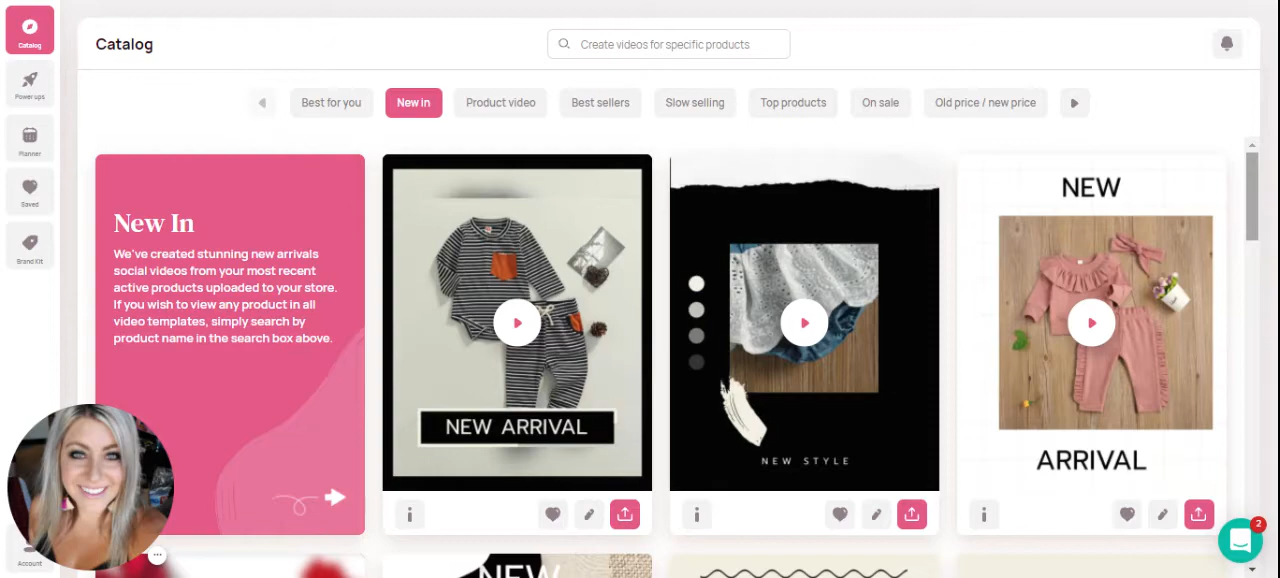 Catalog
Create videos for specific products
Catalog
Power ups
Planner
Saved
Brand Kit
Account
Best for you
New in
Product video
Best sellers
Slow selling
Top products
On sale
Old price / new price
New In
We've created stunning new arrivals
social videos from your most recent
active products uploaded to your store.
If you wish to view any product in all
video templates, simply search by
product name in the search box above.
NEW ARRIVAL
NEW STYLE
NEW
ARRIVAL
2
NEW